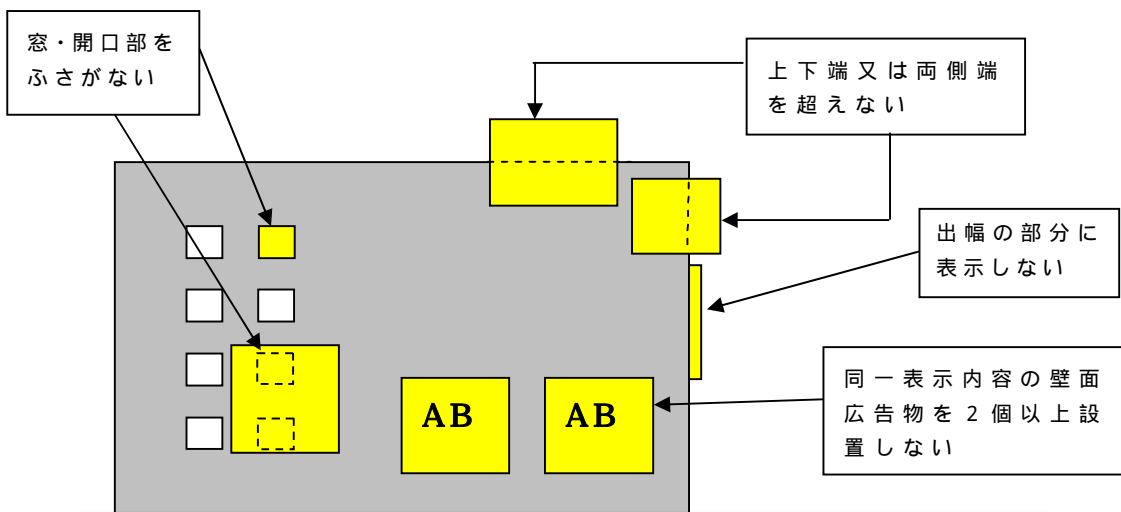 窓・開口部を
ふさがない
上下端又は両側端
を超えない
出幅の部分に
表示しない
同一表示内容の壁面
広告物を2個以上設
置しない
AB
AB